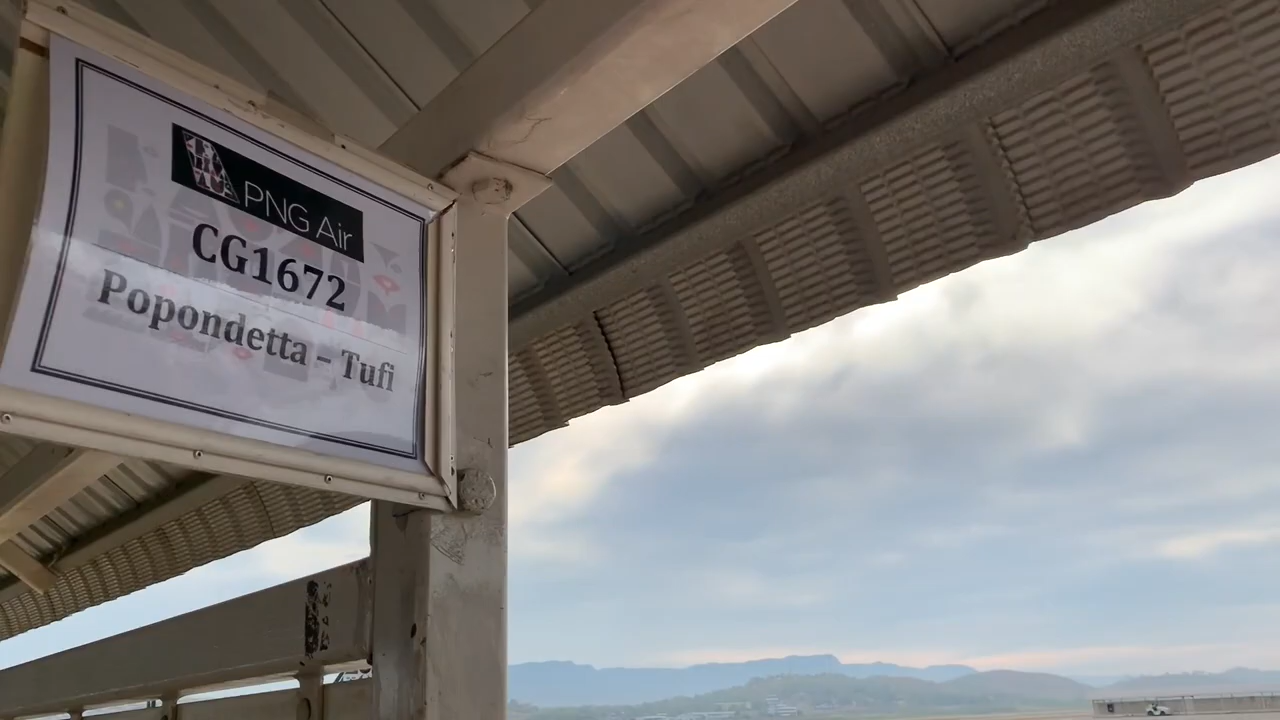 PNG Air
CG1672
Popondetta – Tufi